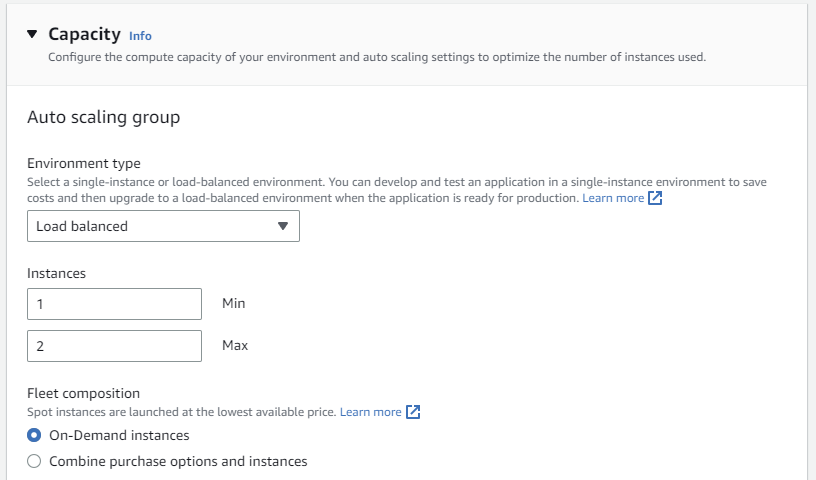 Capacity Info
Configure the compute capacity of your environment and auto scaling settings to optimize the number of instances used.
Auto scaling group
Environment type
Select a single-instance or load-balanced environment. You can develop and test an application in a single-instance environment to save
costs and then upgrade to a load-balanced environment when the application is ready for production. Learn more
Load balanced
Instances
1 Min
2 Max
Fleet composition
Spot instances are launched at the lowest available price. Learn more
On-Demand instances
Combine purchase options and instances